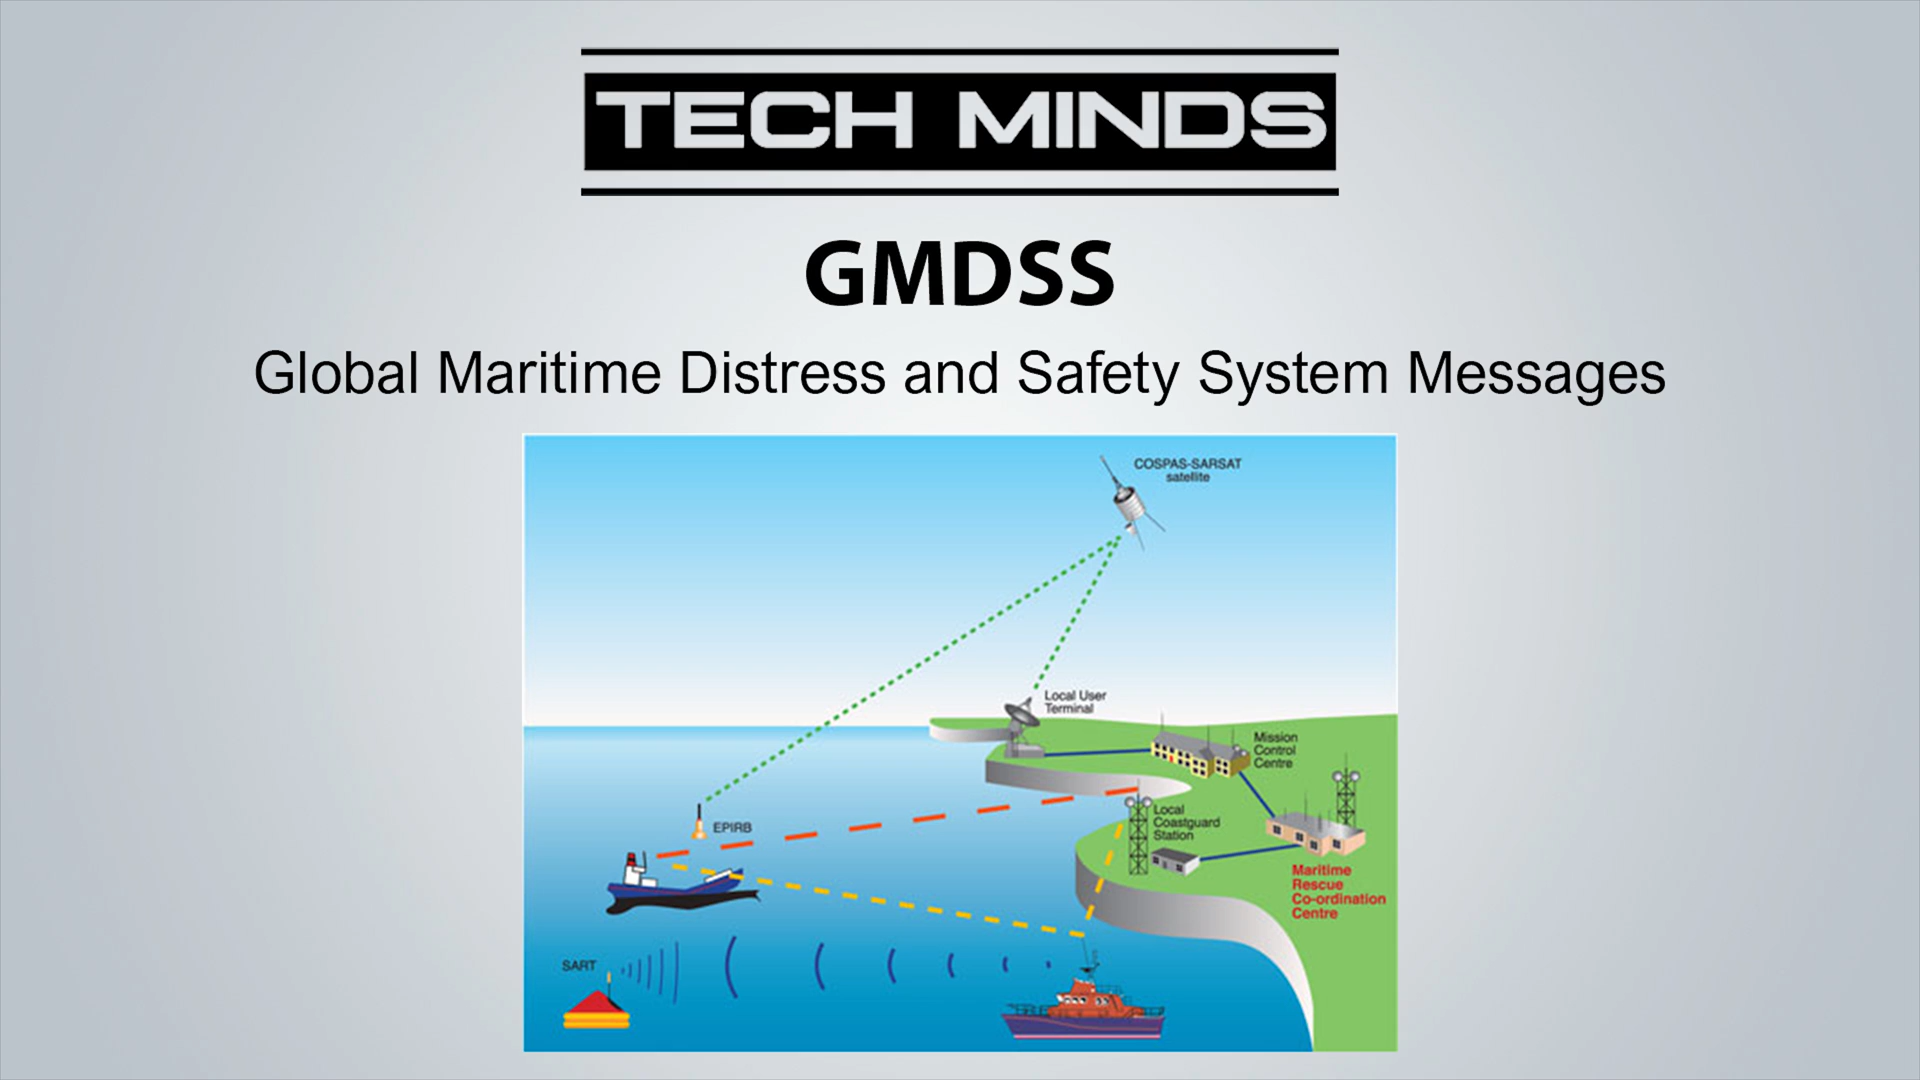 TECH MINDS
GMDSS
Global Maritime Distress and Safety System Messages
COSPAS-SARSAT
satellite
Local User
Terminal
Mission
Control
Centre
Local
Coastguard
Station
EPIRB
Maritime
Rescue
Co-ordination
Centre
SART